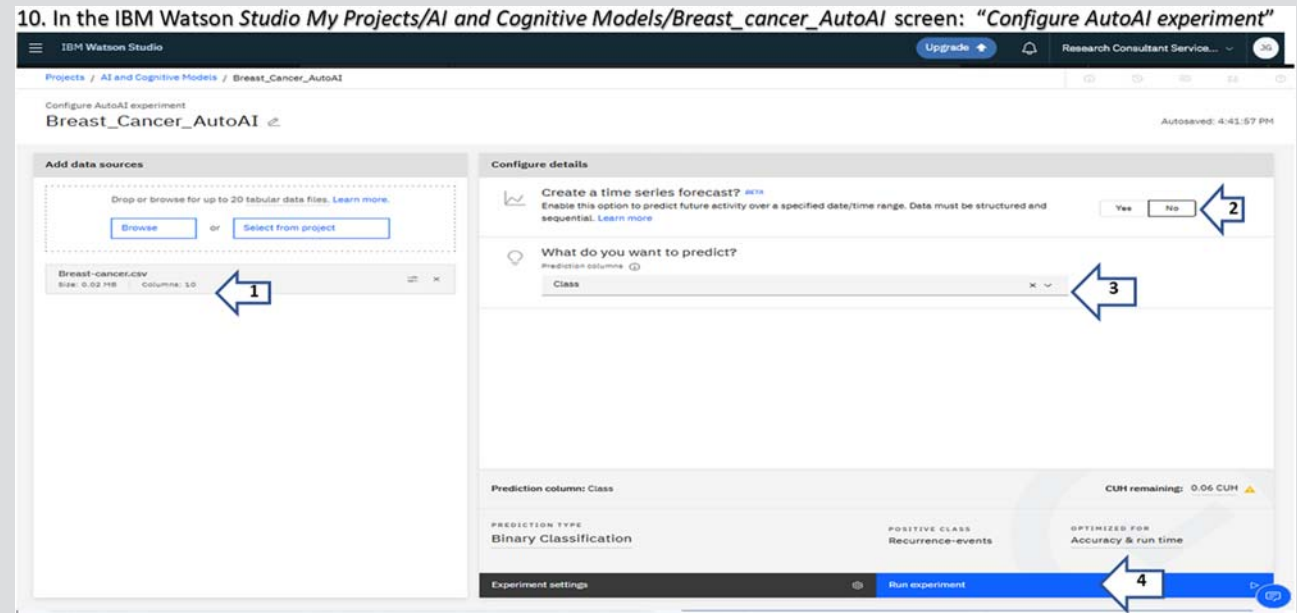 10. In the IBM Watson Studio My Projects/AI and Cognitive Models/Breast_cancer_AutoAI screen: “Configure AutoAI experiment”
IBM Watson Studio
Upgrade
Research Consultant Service...
JG
Projects / AI and Cognitive Models / Breast_Cancer_AutoAI
Configure AutoAI experiment
Breast_Cancer_AutoAI
Autosaved: 4:41:57 PM
Add data sources
Drop or browse for up to 20 tabular data files. Learn more.
Browse or Select from project
Breast-cancer.csv
Size: 0.02 MB Columns: 10
1
Configure details
Create a time series forecast? BETA
Enable this option to predict future activity over a specified date/time range. Data must be structured and
sequential. Learn more
Yes No
2
What do you want to predict?
Prediction columns
Class
3
Prediction column: Class
CUH remaining: 0.06 CUH
PREDICTION TYPE
Binary Classification
POSITIVE CLASS
Recurrence-events
OPTIMIZED FOR
Accuracy & run time
Experiment settings
Run experiment
4